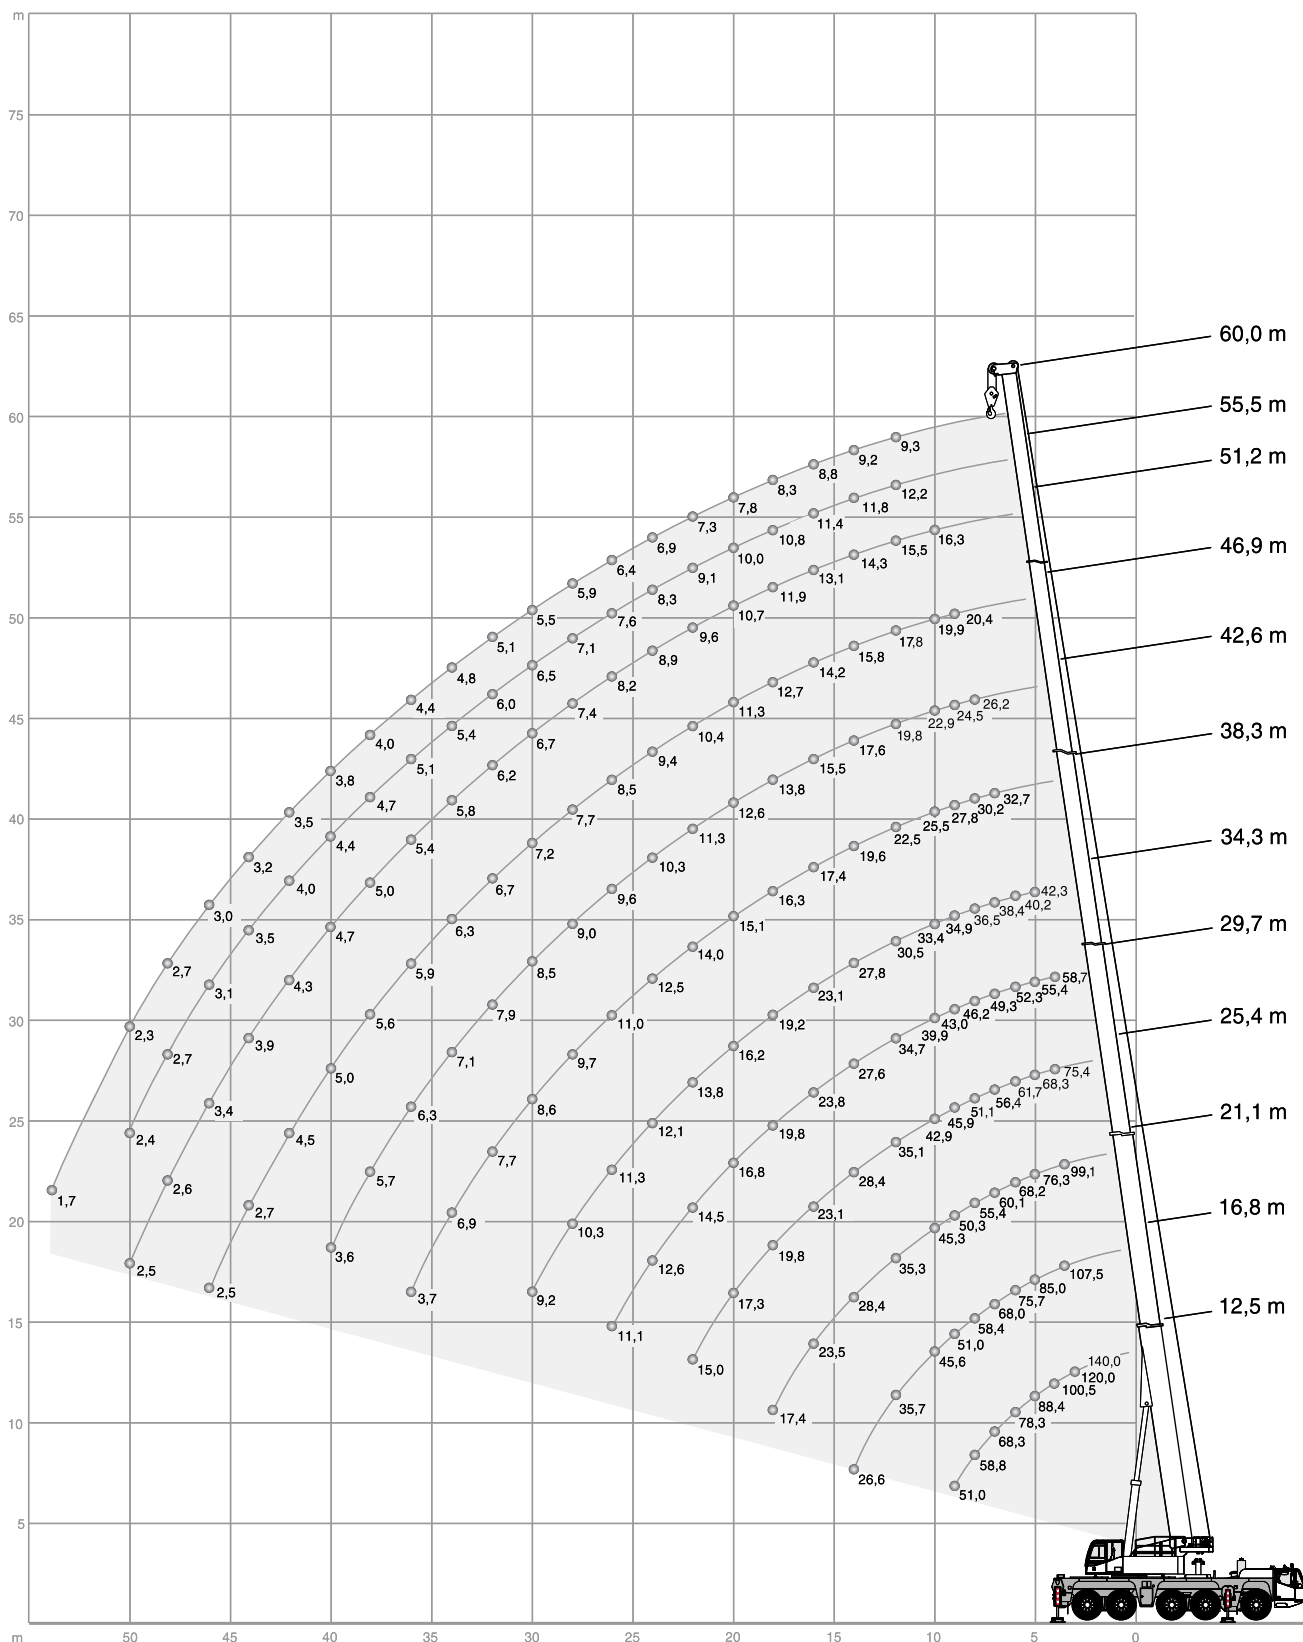 m
75
70
65
60
55
50
45
40
35
30
25
20
15
10
5
m 50 45 40 35 30 25 20 15 10 5 0
60,0 m
55,5 m
51,2 m
46,9 m
42,6 m
38,3 m
34,3 m
29,7 m
25,4 m
21,1 m
16,8 m
12,5 m
1,7 2,3 2,7 3,0 3,2 3,5 3,8 4,0 4,4 4,8 5,1 5,5 5,9 6,4 6,9 7,3 7,8 8,3 8,8 9,2 9,3
2,4 2,7 3,1 3,5 4,0 4,4 4,7 5,1 5,4 6,0 6,5 7,1 7,6 8,3 9,1 10,0 10,8 11,4 11,8 12,2
2,5 2,6 3,4 3,9 4,3 4,7 5,0 5,4 5,8 6,2 6,7 7,4 8,2 8,9 9,6 10,7 11,9 13,1 14,3 15,5 16,3
2,5 2,7 4,5 5,0 5,6 5,9 6,3 6,7 7,2 7,7 8,5 9,4 10,4 11,3 12,7 14,2 15,8 17,8 19,9 20,4
3,6 5,7 6,3 7,1 7,9 8,5 9,0 9,6 10,3 11,3 12,6 13,8 15,5 17,6 19,8 22,9 24,5 26,2
3,7 6,9 7,7 8,6 9,7 11,0 12,5 14,0 15,1 16,3 17,4 19,6 22,5 25,5 27,8 30,2 32,7
9,2 10,3 11,3 12,1 13,8 16,2 19,2 23,1 27,8 30,5 33,4 34,9 36,5 38,4 40,2 42,3
11,1 12,6 14,5 16,8 19,8 23,8 27,6 34,7 39,9 43,0 46,2 49,3 52,3 55,4 58,7
15,0 17,3 19,8 23,1 28,4 35,1 42,9 45,9 51,1 56,4 61,7 68,3 75,4
17,4 23,5 28,4 35,3 45,3 50,3 55,4 60,1 68,2 76,3 99,1
26,6 35,7 45,6 51,0 58,4 68,0 75,7 85,0 107,5
51,0 58,8 68,3 78,3 88,4 100,5 120,0 140,0